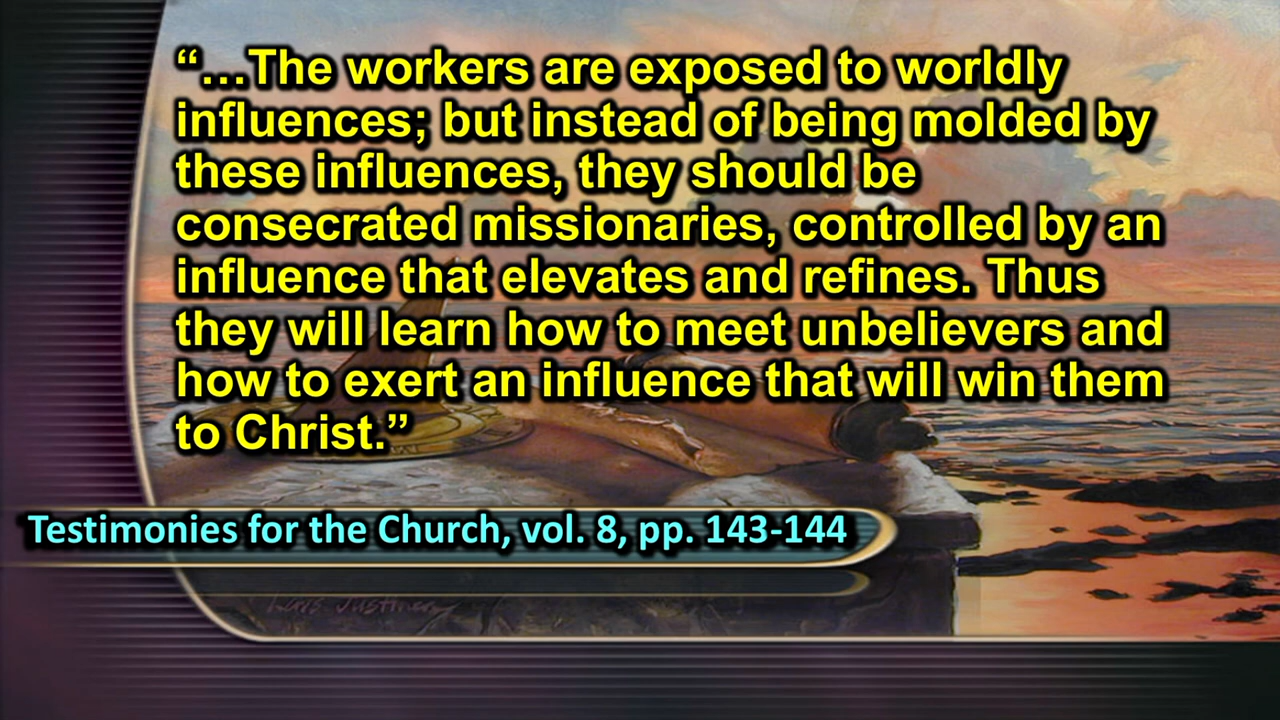 “…The workers are exposed to worldly
influences; but instead of being molded by
these influences, they should be
consecrated missionaries, controlled by an
influence that elevates and refines. Thus
they will learn how to meet unbelievers and
how to exert an influence that will win them
to Christ.”
Testimonies for the Church, vol. 8, pp. 143-144